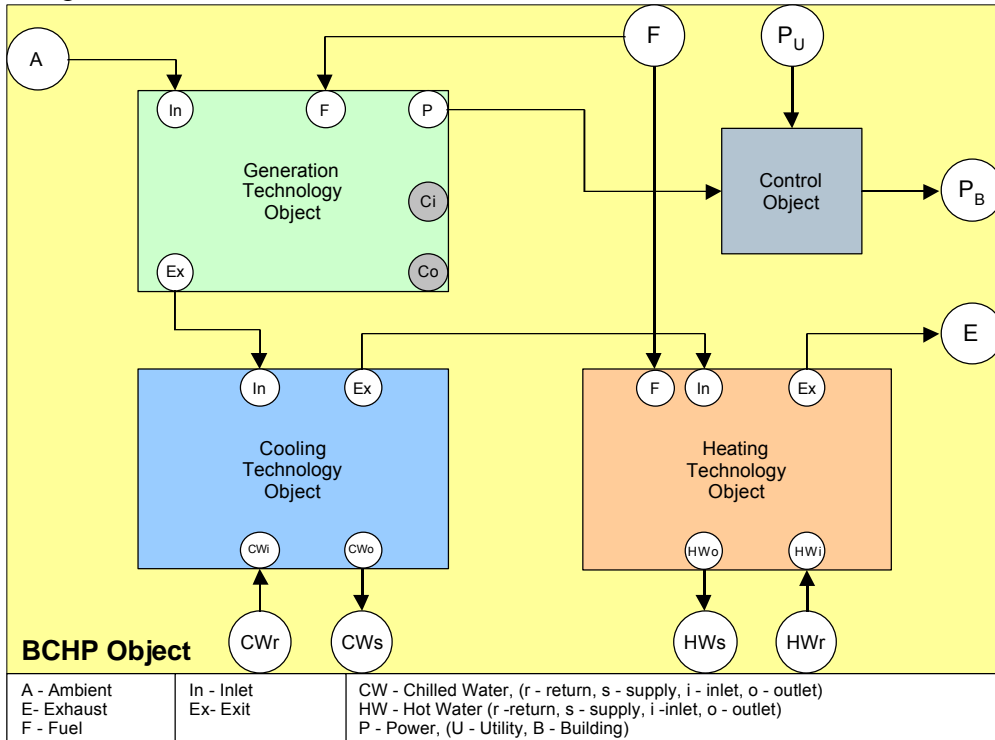 A
F
P_U
In
F
P
Generation
Technology
Object
Ci
Control
Object
P_B
Ex
Co
E
In
Ex
F
In
Ex
Cooling
Technology
Object
Heating
Technology
Object
CWi
CWo
HWo
HWi
BCHP Object
CWr
CWs
HWs
HWr
A - Ambient
E- Exhaust
F - Fuel
In - Inlet
Ex- Exit
CW - Chilled Water, (r - return, s - supply, i - inlet, o - outlet)
HW - Hot Water (r -return, s - supply, i -inlet, o - outlet)
P - Power, (U - Utility, B - Building)